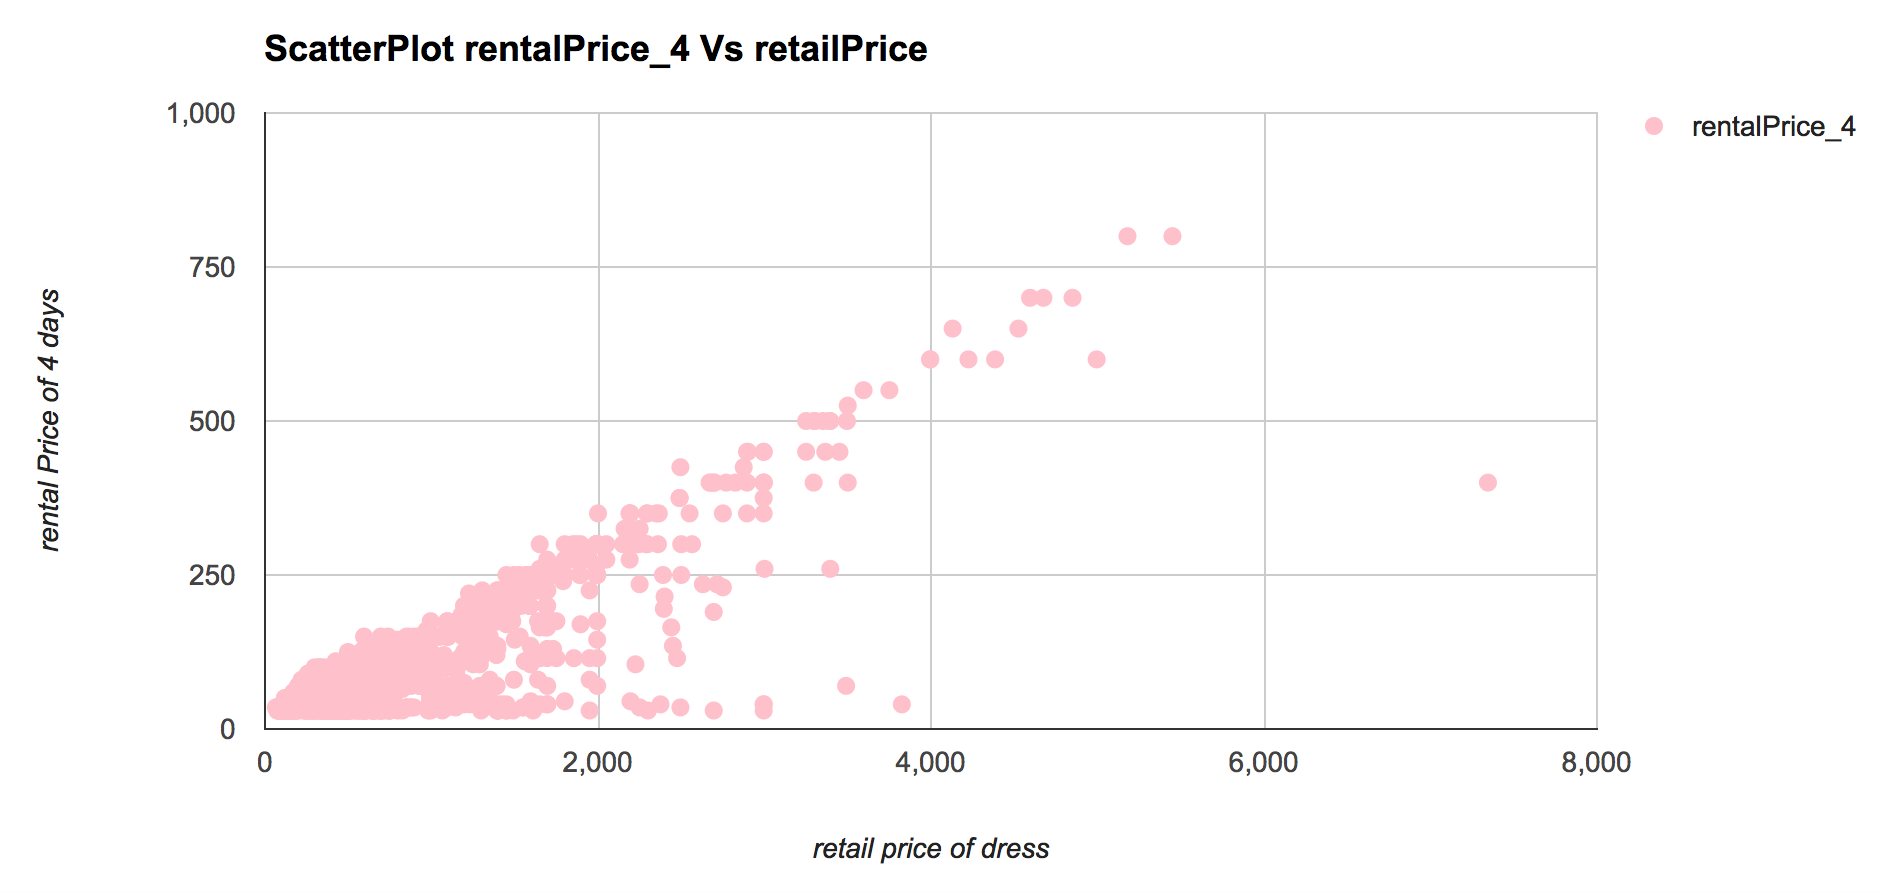 ScatterPlot rentalPrice_4 Vs retailPrice
1,000
750
500
250
0
rental Price of 4 days
0
2,000
4,000
6,000
8,000
retail price of dress
rentalPrice_4